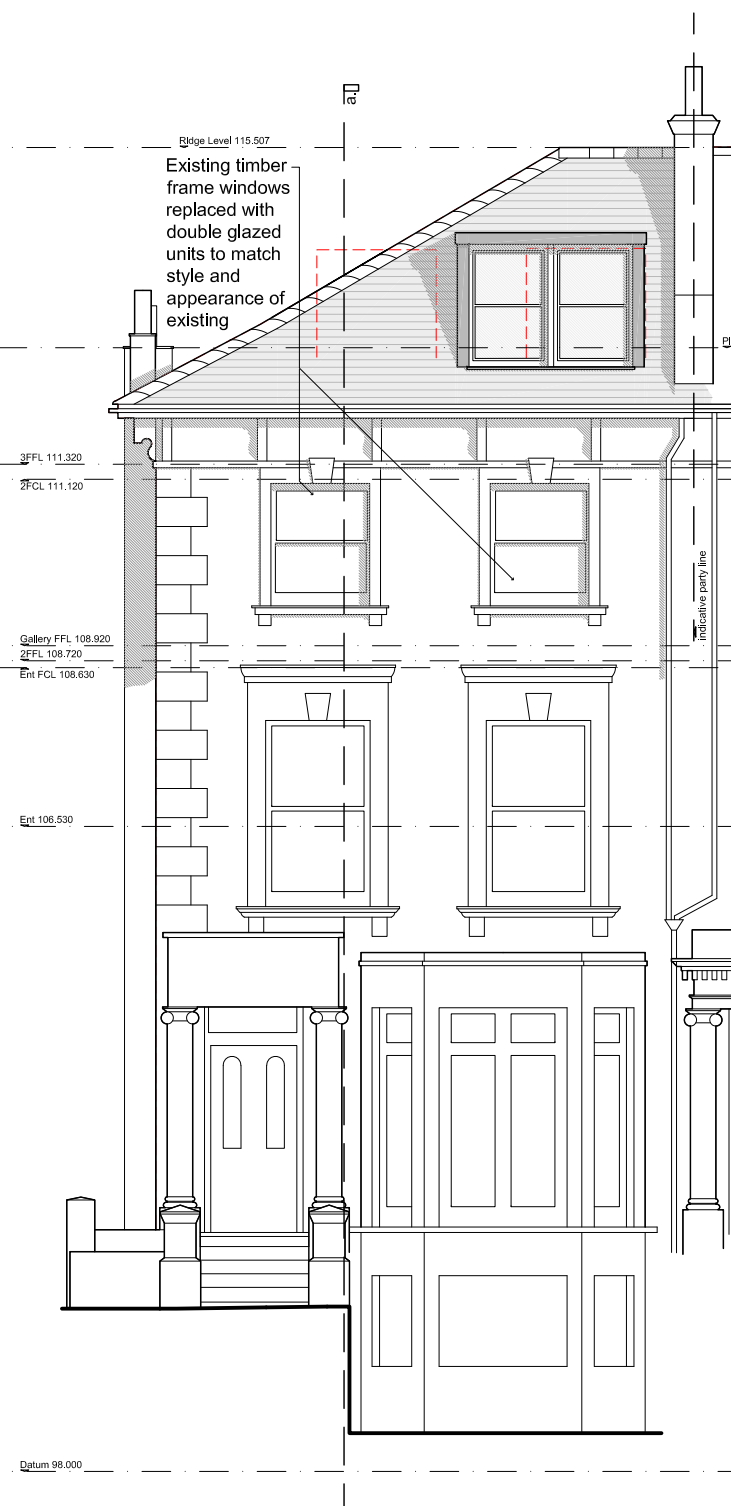 a.
Ridge Level 115.507
Existing timber
frame windows
replaced with
double glazed
units to match
style and
appearance of
existing
Pl
3FFL 111.320
2FCL 111.120
indicative party line
Gallery FFL 108.920
2FFL 108.720
Ent FCL 108.630
Ent 106.530
Datum 98.000